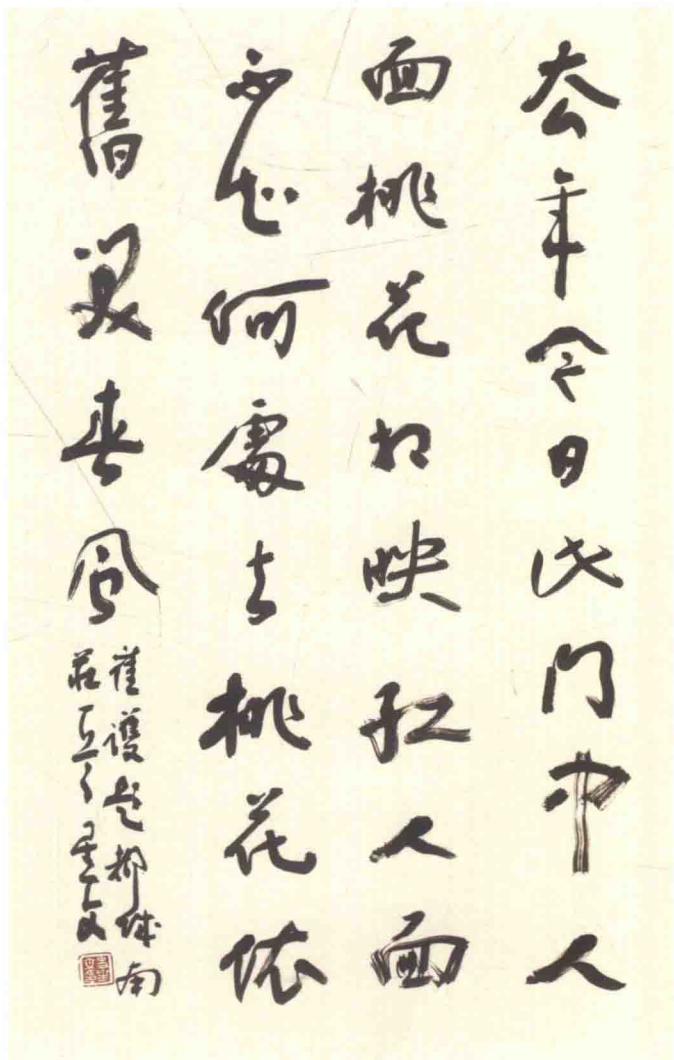 去年今日此門中人
面桃花相映紅人面
不知何處去桃花依
舊笑春風
崔護題都城南
莊